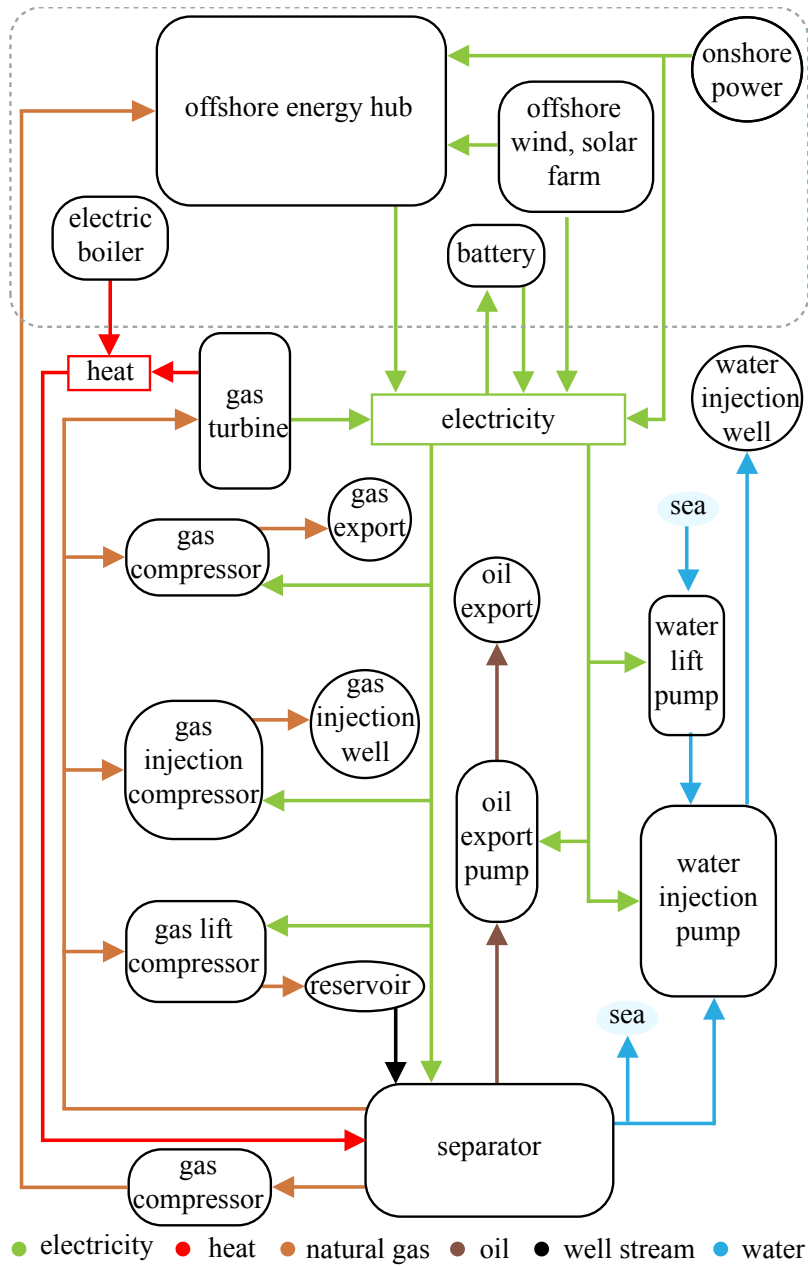 offshore energy hub
offshore
wind, solar
farm
onshore
power
electric
boiler
battery
heat
gas
turbine
electricity
water
injection
well
gas
export
gas
compressor
sea
oil
export
water
lift
pump
gas
injection
well
gas
injection
compressor
oil
export
pump
water
injection
pump
gas lift
compressor
reservoir
sea
separator
gas
compressor
electricity heat natural gas oil well stream water